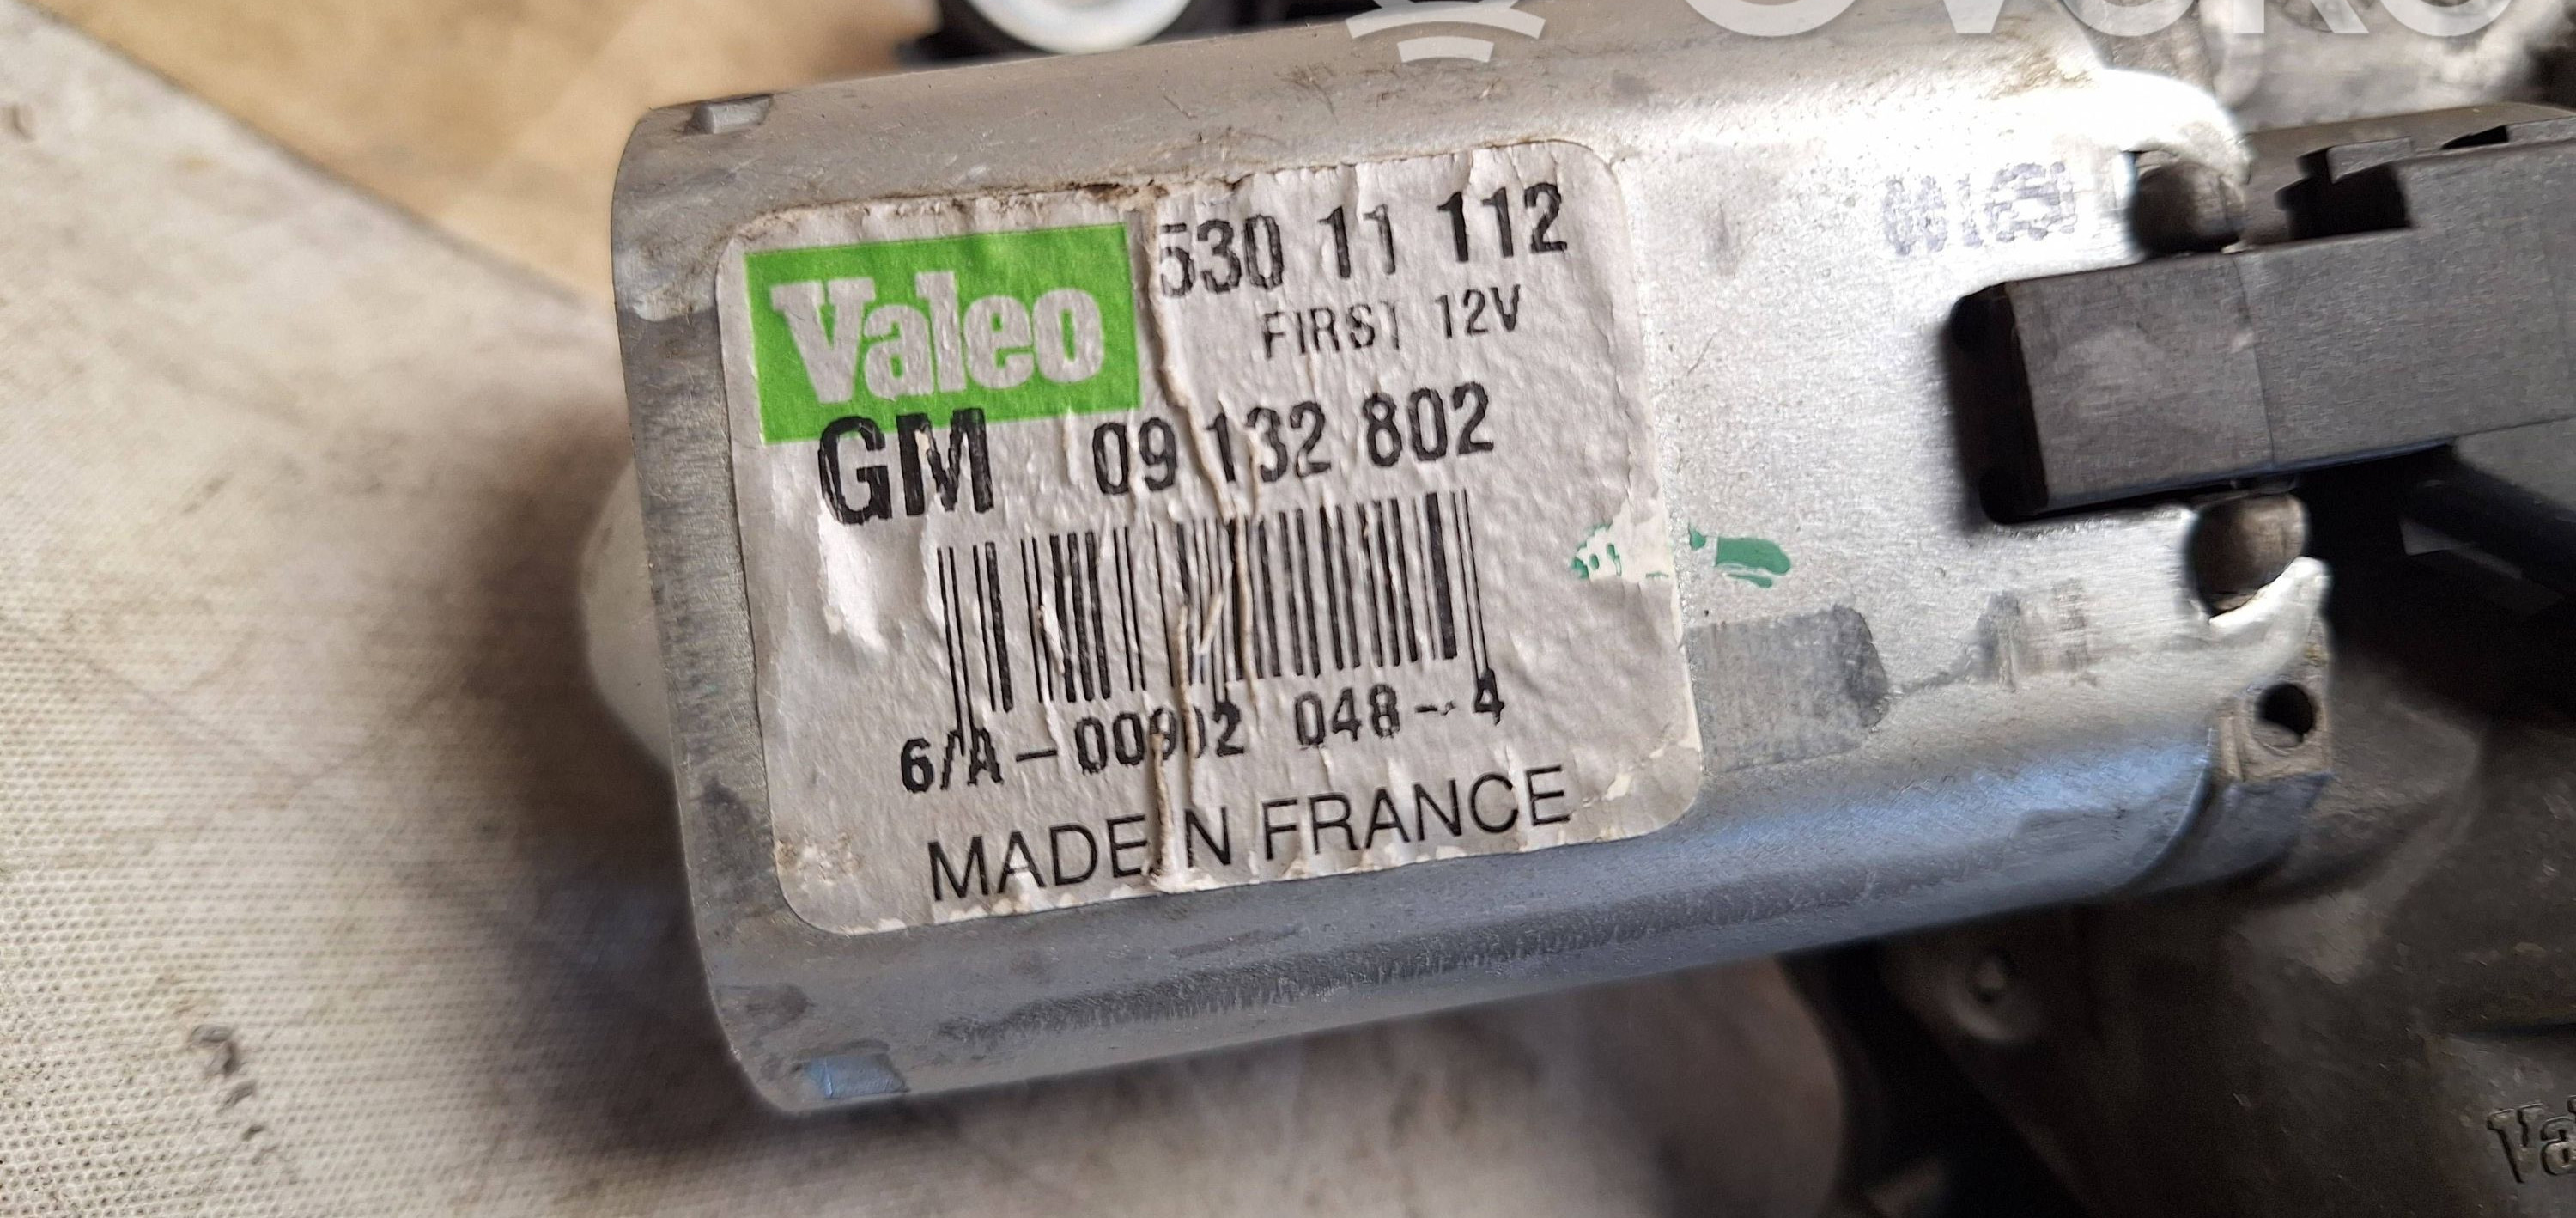 Valeo
530 11 112
FIRST 12V
GM 09 132 802
6/A-00902 048-4
MADE IN FRANCE